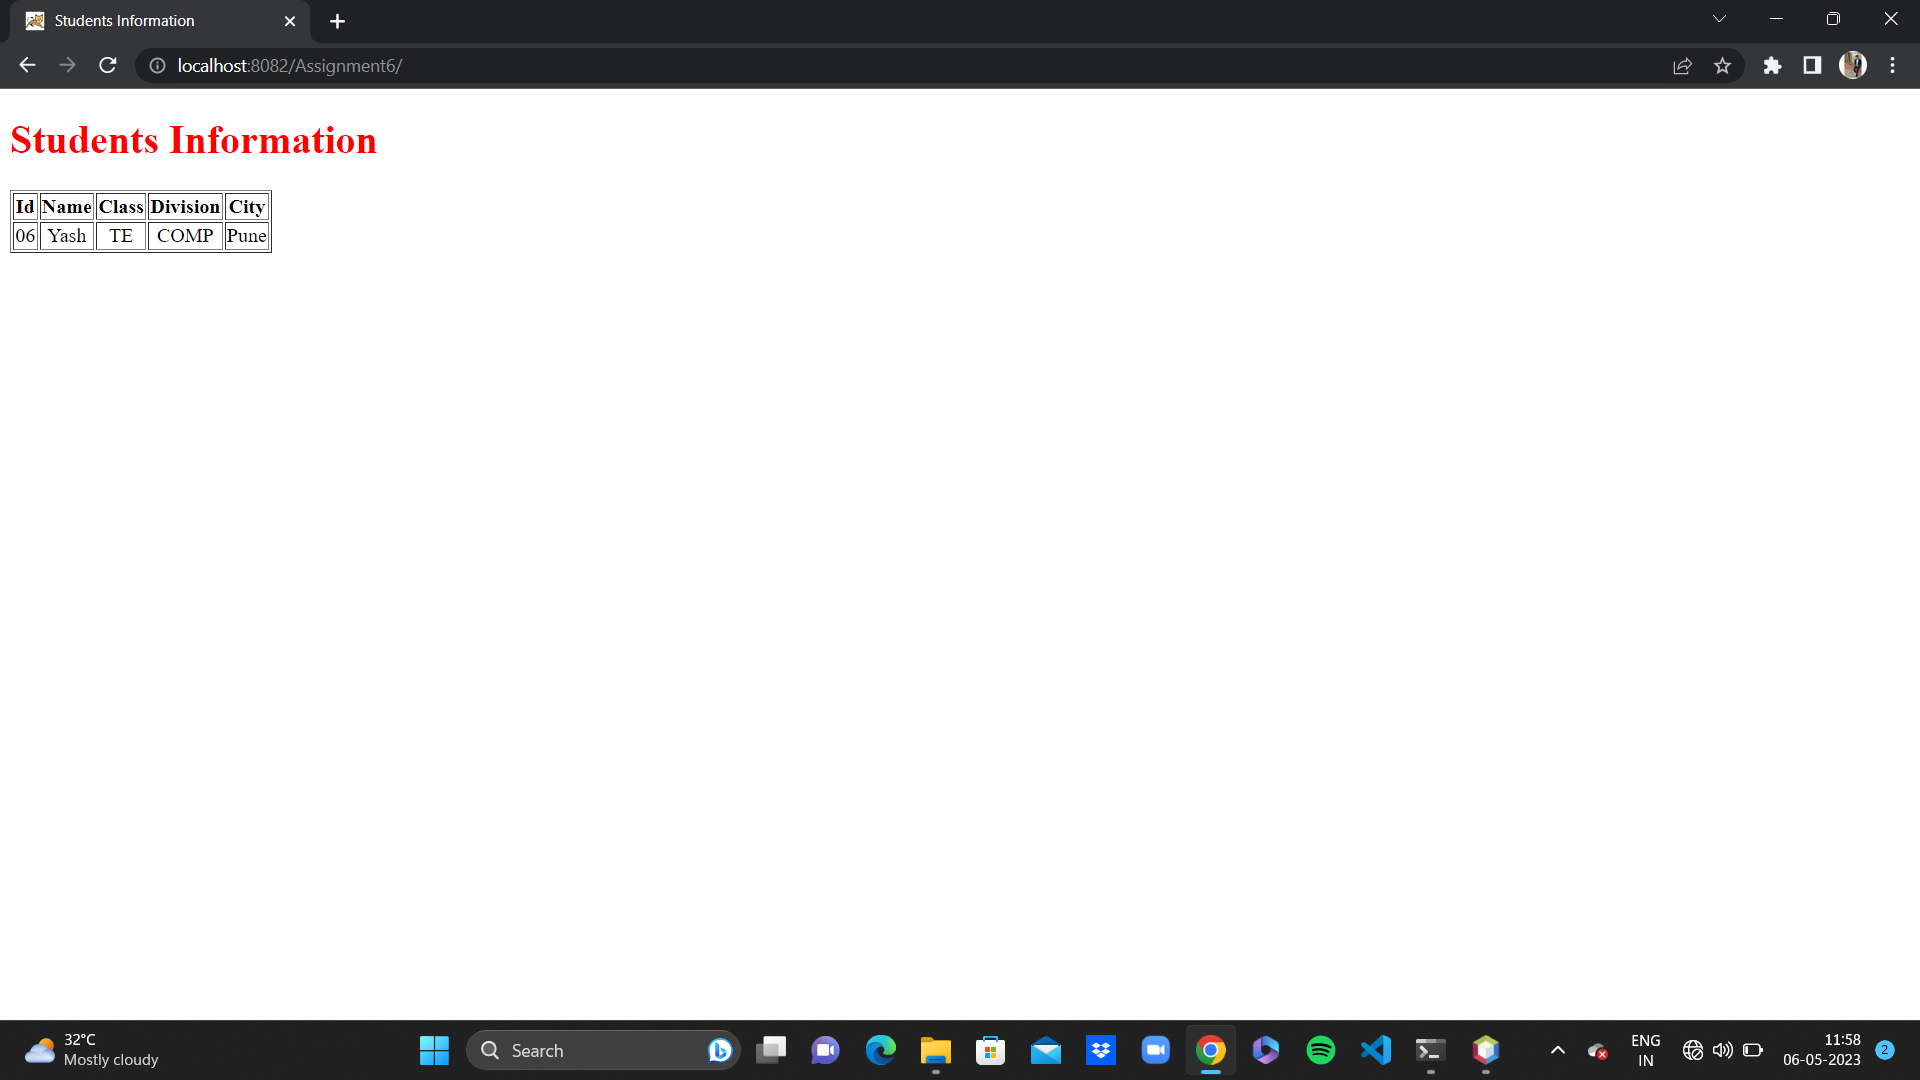 Students Information
localhost:8082/Assignment6/
Students Information
Id Name Class Division City
06 Yash TE COMP Pune
32°C
Mostly cloudy
Search
ENG
IN
11:58
06-05-2023
2